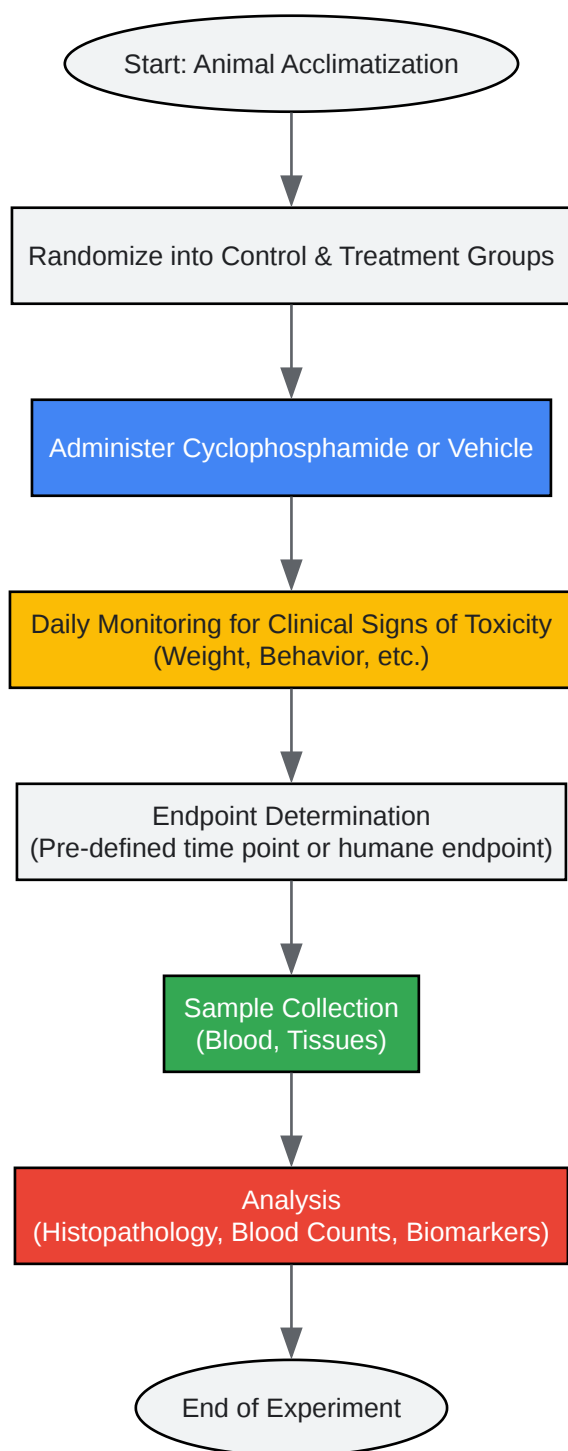 Start: Animal Acclimatization
Randomize into Control & Treatment Groups
Administer Cyclophosphamide or Vehicle
Daily Monitoring for Clinical Signs of Toxicity
(Weight, Behavior, etc.)
Endpoint Determination
(Pre-defined time point or humane endpoint)
Sample Collection
(Blood, Tissues)
Analysis
(Histopathology, Blood Counts, Biomarkers)
End of Experiment